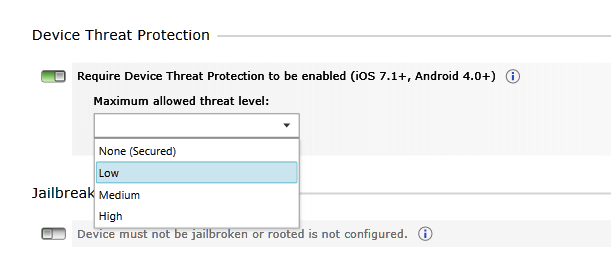 Device Threat Protection
Require Device Threat Protection to be enabled (iOS 7.1+, Android 4.0+)
Maximum allowed threat level:
None (Secured)
Low
Medium
High
Jailbreak
Device must not be jailbroken or rooted is not configured.